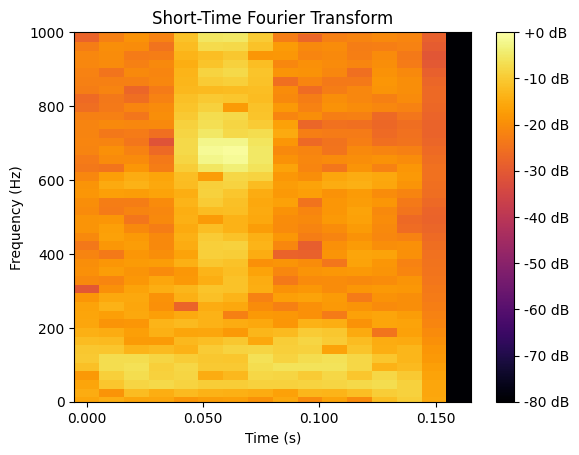 Short-Time Fourier Transform
1000
800
600
400
200
0
Frequency (Hz)
0.000
0.050
0.100
0.150
Time (s)
+0 dB
-10 dB
-20 dB
-30 dB
-40 dB
-50 dB
-60 dB
-70 dB
-80 dB